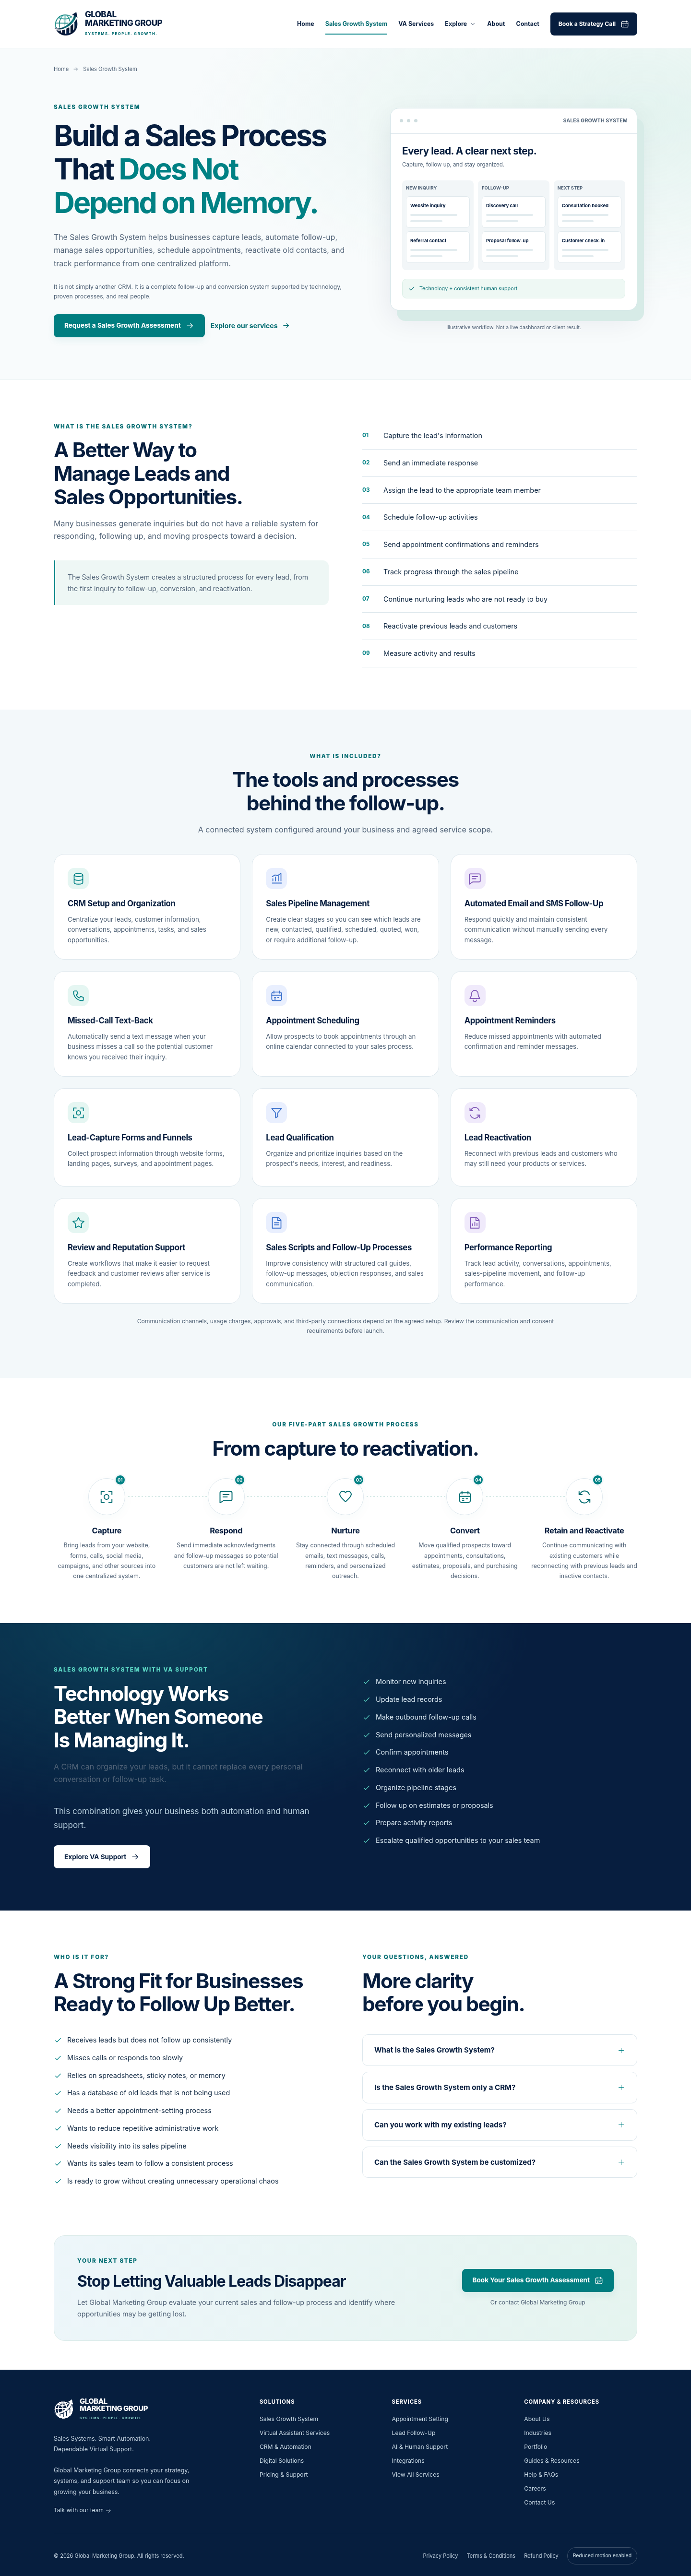 GLOBAL
MARKETING GROUP
SYSTEMS. PEOPLE. GROWTH.
Home
Sales Growth System
VA Services
Explore
About
Contact
Book a Strategy Call
Home → Sales Growth System
SALES GROWTH SYSTEM
Build a Sales Process
That Does Not
Depend on Memory.
The Sales Growth System helps businesses capture leads, automate follow-up,
manage sales opportunities, schedule appointments, reactivate old contacts, and
track performance from one centralized platform.
It is not simply another CRM. It is a complete follow-up and conversion system supported by technology,
proven processes, and real people.
Request a Sales Growth Assessment →
Explore our services →
SALES GROWTH SYSTEM
Every lead. A clear next step.
Capture, follow up, and stay organized.
NEW INQUIRY
Website inquiry
Referral contact
FOLLOW-UP
Discovery call
Proposal follow-up
NEXT STEP
Consultation booked
Customer check-in
Technology + consistent human support
Illustrative workflow. Not a live dashboard or client result.
WHAT IS THE SALES GROWTH SYSTEM?
A Better Way to
Manage Leads and
Sales Opportunities.
Many businesses generate inquiries but do not have a reliable system for
responding, following up, and moving prospects toward a decision.
The Sales Growth System creates a structured process for every lead, from
the first inquiry to follow-up, conversion, and reactivation.
01 Capture the lead's information
02 Send an immediate response
03 Assign the lead to the appropriate team member
04 Schedule follow-up activities
05 Send appointment confirmations and reminders
06 Track progress through the sales pipeline
07 Continue nurturing leads who are not ready to buy
08 Reactivate previous leads and customers
09 Measure activity and results
WHAT IS INCLUDED?
The tools and processes
behind the follow-up.
A connected system configured around your business and agreed service scope.
CRM Setup and Organization
Centralize your leads, customer information,
conversations, appointments, tasks, and sales
opportunities.
Sales Pipeline Management
Create clear stages so you can see which leads are
new, contacted, qualified, scheduled, quoted, won,
or require additional follow-up.
Automated Email and SMS Follow-Up
Respond quickly and maintain consistent
communication without manually sending every
message.
Missed-Call Text-Back
Automatically send a text message when your
business misses a call so the potential customer
knows you received their inquiry.
Appointment Scheduling
Allow prospects to book appointments through an
online calendar connected to your sales process.
Appointment Reminders
Reduce missed appointments with automated
confirmation and reminder messages.
Lead-Capture Forms and Funnels
Collect prospect information through website forms,
landing pages, surveys, and appointment pages.
Lead Qualification
Organize and prioritize inquiries based on the
prospect's needs, interest, and readiness.
Lead Reactivation
Reconnect with previous leads and customers who
may still need your products or services.
Review and Reputation Support
Create workflows that make it easier to request
feedback and customer reviews after service is
completed.
Sales Scripts and Follow-Up Processes
Improve consistency with structured call guides,
follow-up messages, objection responses, and sales
communication.
Performance Reporting
Track lead activity, conversations, appointments,
sales-pipeline movement, and follow-up
performance.
Communication channels, usage charges, approvals, and third-party connections depend on the agreed setup. Review the communication and consent
requirements before launch.
OUR FIVE-PART SALES GROWTH PROCESS
From capture to reactivation.
01
Capture
Bring leads from your website,
forms, calls, social media,
campaigns, and other sources into
one centralized system.
02
Respond
Send immediate acknowledgments
and follow-up messages so potential
customers are not left waiting.
03
Nurture
Stay connected through scheduled
emails, text messages, calls,
reminders, and personalized
outreach.
04
Convert
Move qualified prospects toward
appointments, consultations,
estimates, proposals, and purchasing
decisions.
05
Retain and Reactivate
Continue communicating with
existing customers while
reconnecting with previous leads and
inactive contacts.
SALES GROWTH SYSTEM WITH VA SUPPORT
Technology Works
Better When Someone
Is Managing It.
A CRM can organize your leads, but it cannot replace every personal
conversation or follow-up task.
This combination gives your business both automation and human
support.
Explore VA Support →
Monitor new inquiries
Update lead records
Make outbound follow-up calls
Send personalized messages
Confirm appointments
Reconnect with older leads
Organize pipeline stages
Follow up on estimates or proposals
Prepare activity reports
Escalate qualified opportunities to your sales team
WHO IS IT FOR?
A Strong Fit for Businesses
Ready to Follow Up Better.
Receives leads but does not follow up consistently
Misses calls or responds too slowly
Relies on spreadsheets, sticky notes, or memory
Has a database of old leads that is not being used
Needs a better appointment-setting process
Wants to reduce repetitive administrative work
Needs visibility into its sales pipeline
Wants its sales team to follow a consistent process
Is ready to grow without creating unnecessary operational chaos
YOUR QUESTIONS, ANSWERED
More clarity
before you begin.
What is the Sales Growth System? +
Is the Sales Growth System only a CRM? +
Can you work with my existing leads? +
Can the Sales Growth System be customized? +
YOUR NEXT STEP
Stop Letting Valuable Leads Disappear
Let Global Marketing Group evaluate your current sales and follow-up process and identify where
opportunities may be getting lost.
Book Your Sales Growth Assessment
Or contact Global Marketing Group
GLOBAL
MARKETING GROUP
SYSTEMS. PEOPLE. GROWTH.
Sales Systems. Smart Automation.
Dependable Virtual Support.
Global Marketing Group connects your strategy,
systems, and support team so you can focus on
growing your business.
Talk with our team →
SOLUTIONS
Sales Growth System
Virtual Assistant Services
CRM & Automation
Digital Solutions
Pricing & Support
SERVICES
Appointment Setting
Lead Follow-Up
AI & Human Support
Integrations
View All Services
COMPANY & RESOURCES
About Us
Industries
Portfolio
Guides & Resources
Help & FAQs
Careers
Contact Us
© 2026 Global Marketing Group. All rights reserved.
Privacy Policy
Terms & Conditions
Refund Policy
Reduced motion enabled